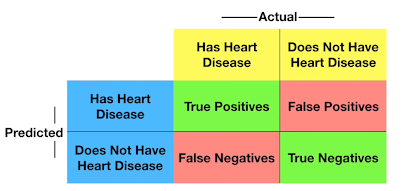 Actual
Has Heart
Disease
Does Not Have
Heart Disease
Predicted
Has Heart
Disease
True Positives
False Positives
Does Not Have
Heart Disease
False Negatives
True Negatives